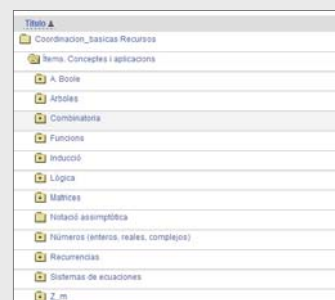 Título
Coordinacion_basicas Recursos
Ítems. Conceptes i aplicacions
A. Boole
Arboles
Combinatoria
Funcions
Inducció
Lógica
Matrices
Notació assimptòtica
Números (enteros, reales, complejos)
Recurrencias
Sistemas de ecuaciones
Z_m